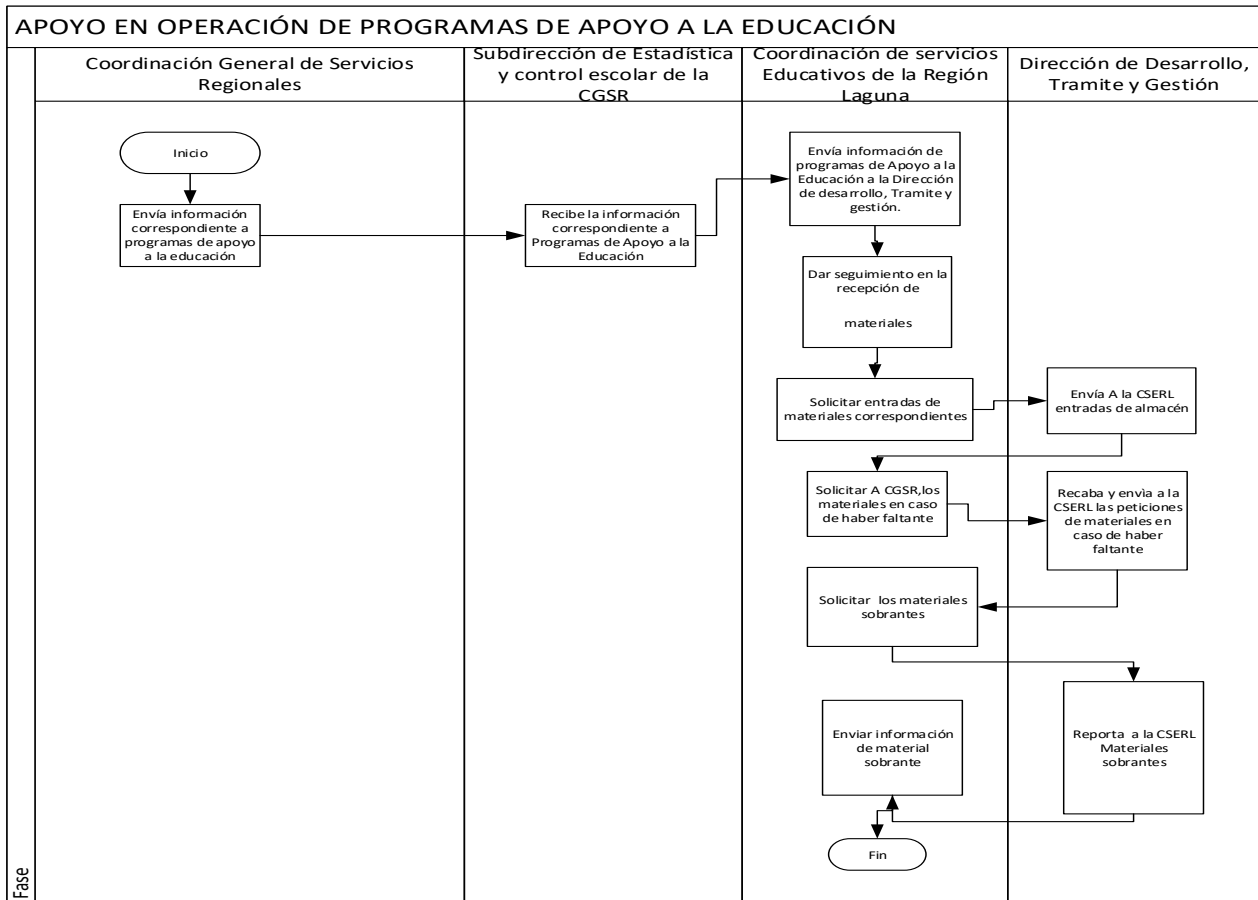 APOYO EN OPERACIÓN DE PROGRAMAS DE APOYO A LA EDUCACIÓN
Coordinación General de Servicios
Regionales
Subdirección de Estadística
y control escolar de la
CGSR
Coordinación de servicios
Educativos de la Región
Laguna
Dirección de Desarrollo,
Tramite y Gestión
Inicio
Envía información
correspondiente a
programas de apoyo
a la educación
Recibe la información
correspondiente a
Programas de Apoyo a la
Educación
Envía información de
programas de Apoyo a la
Educación a la Dirección
de desarrollo, Tramite y
gestión.
Dar seguimiento en la
recepción de
materiales
Solicitar entradas de
materiales correspondientes
Envía A la CSERL
entradas de almacén
Solicitar A CGSR,los
materiales en caso
de haber faltante
Recaba y envìa a la
CSERL las peticiones
de materiales en
caso de haber
faltante
Solicitar los materiales
sobrantes
Reporta a la CSERL
Materiales
sobrantes
Enviar información
de material
sobrante
Fin
Fase